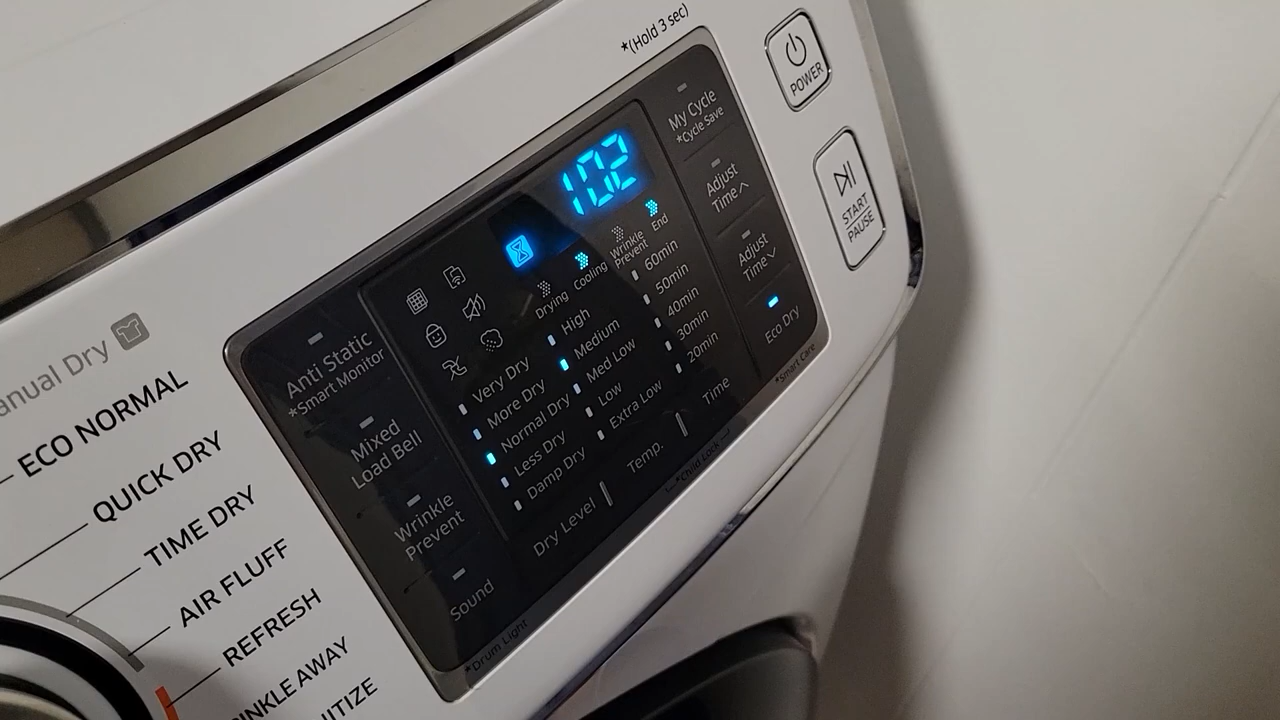 *(Hold 3 sec)
POWER
START
PAUSE
My Cycle
*Cycle Save
Adjust
Time
Adjust
Time
Eco Dry
*Smart Care
102
Drying
Cooling
Wrinkle
Prevent
End
60min
50min
40min
30min
20min
Time
High
Medium
Med Low
Low
Extra Low
Temp.
*Child Lock
Very Dry
More Dry
Normal Dry
Less Dry
Damp Dry
Dry Level
Anti Static
*Smart Monitor
Mixed
Load Bell
Wrinkle
Prevent
Sound
*Drum Light
Dry
ECO NORMAL
QUICK DRY
TIME DRY
AIR FLUFF
REFRESH
AWAY